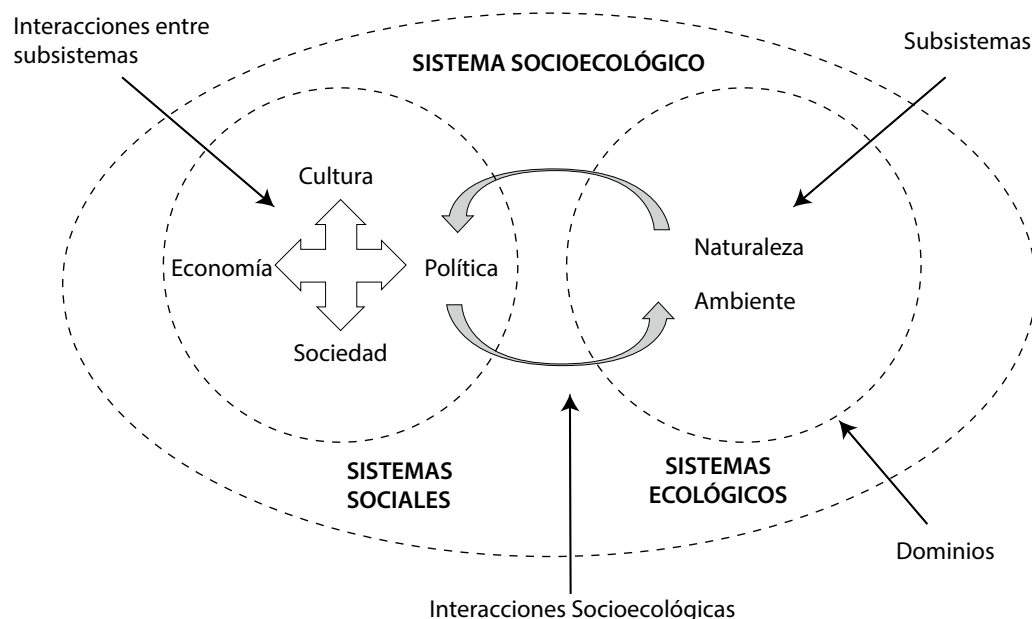 Interacciones entre
subsistemas
Subsistemas
SISTEMA SOCIOECOLÓGICO
Cultura
Economía
Política
Sociedad
Naturaleza
Ambiente
SISTEMAS
SOCIALES
SISTEMAS
ECOLÓGICOS
Dominios
Interacciones Socioecológicas